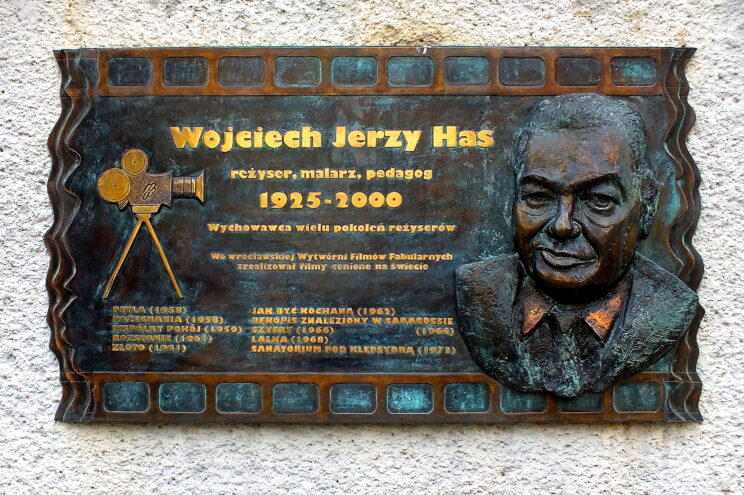 Wojciech Jerzy Has
reżyser, malarz, pedagog
1925-2000
Wychowawca wielu pokoleń reżyserów
We wrocławskiej Wytwórni Filmów Fabularnych
zrealizował filmy cenione na świecie
PĘTLA (1958)
POŻEGNANIA (1958)
WSPÓLNY POKÓJ (1959)
ROZSTANIE (1961)
ZŁOTO (1961)
JAK BYĆ KOCHANĄ (1962)
RĘKOPIS ZNALEZIONY W SARAGOSSIE
(1964)
SZYFRY (1966)
LALKA (1968)
SANATORIUM POD KLEPSYDRĄ (1973)